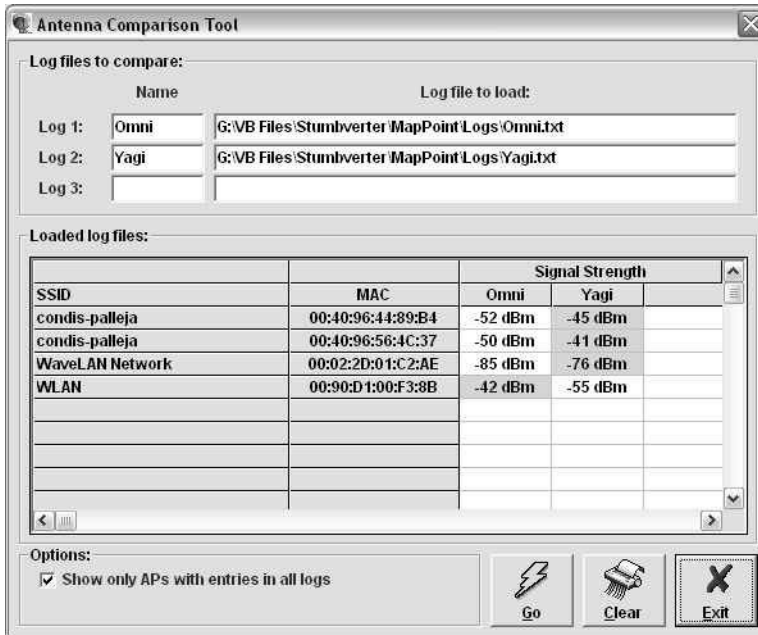 Antenna Comparison Tool
Log files to compare:
Name Log file to load:
Log 1: Omni G:\VB Files\Stumbverter\MapPoint\Logs\Omni.txt
Log 2: Yagi G:\VB Files\Stumbverter\MapPoint\Logs\Yagi.txt
Log 3:
Loaded log files:
Signal Strength
SSID MAC Omni Yagi
condis-palleja 00:40:96:44:89:B4 -52 dBm -45 dBm
condis-palleja 00:40:96:56:4C:37 -50 dBm -41 dBm
WaveLAN Network 00:02:2D:01:C2:AE -85 dBm -76 dBm
WLAN 00:90:D1:00:F3:8B -42 dBm -55 dBm
Options:
Show only APs with entries in all logs
Go Clear Exit